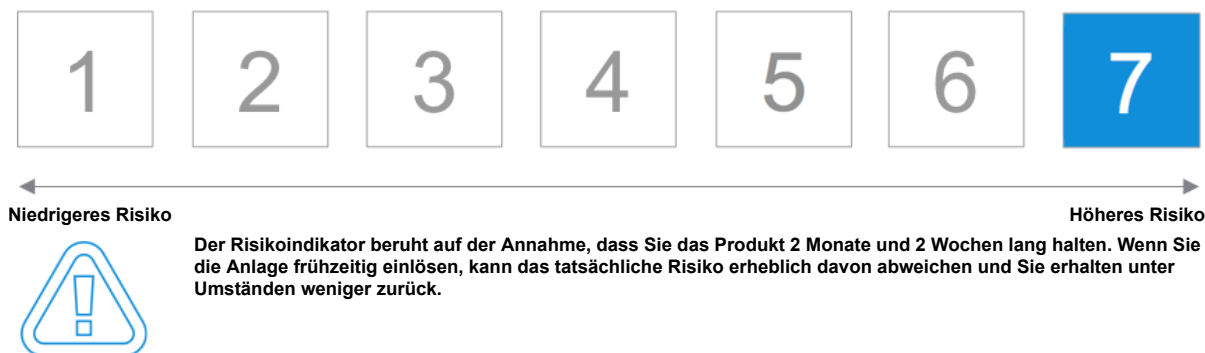 1 2 3 4 5 6 7
Niedrigeres Risiko Höheres Risiko
Der Risikoindikator beruht auf der Annahme, dass Sie das Produkt 2 Monate und 2 Wochen lang halten. Wenn Sie
die Anlage frühzeitig einlösen, kann das tatsächliche Risiko erheblich davon abweichen und Sie erhalten unter
Umständen weniger zurück.